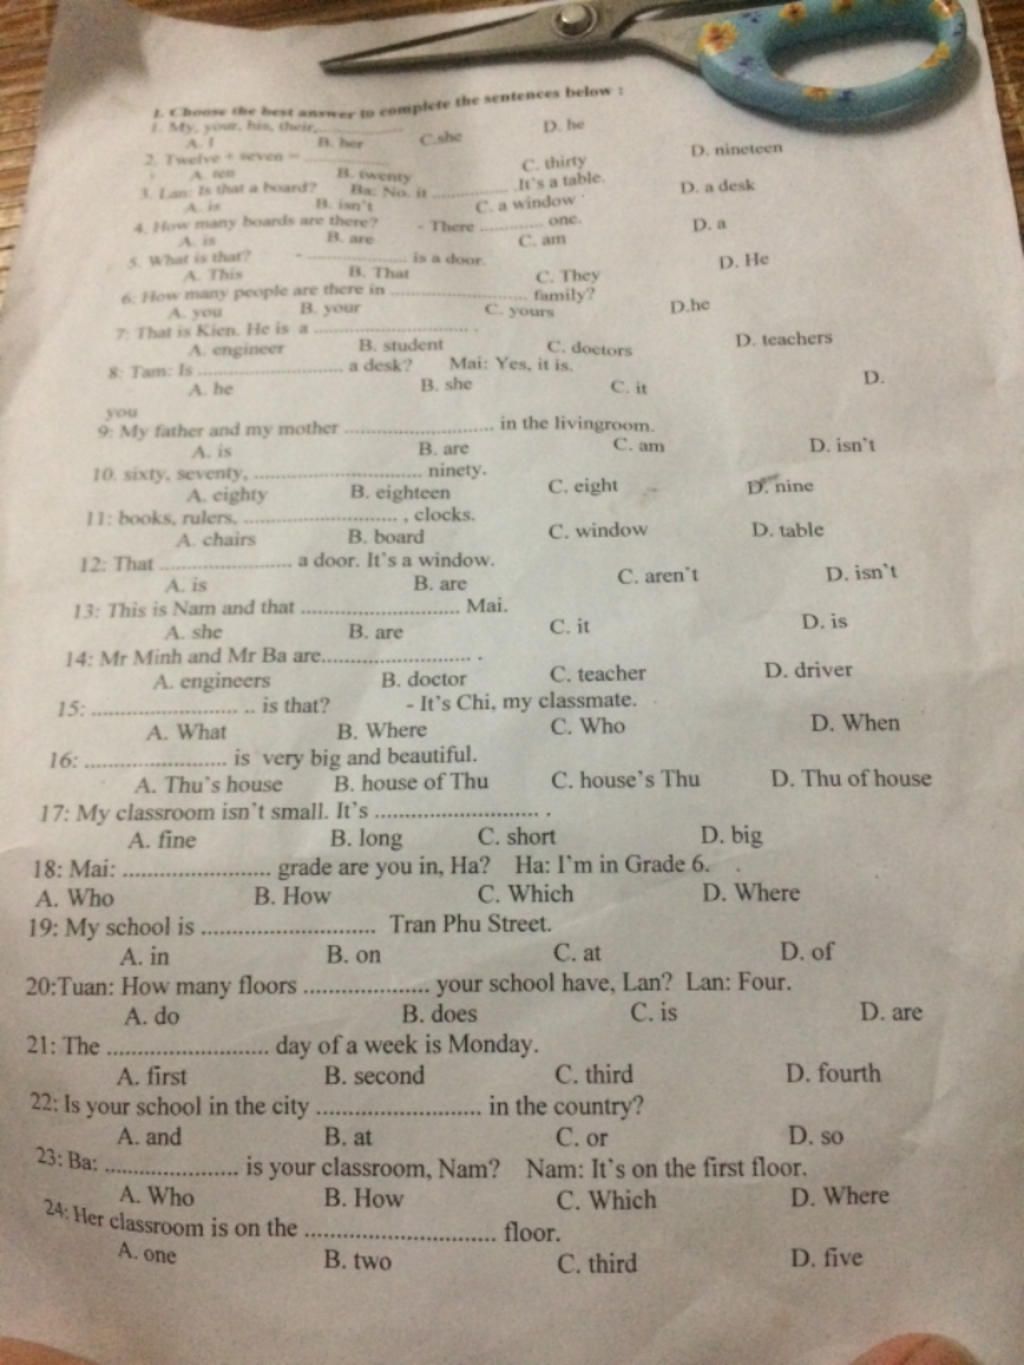 I. Choose the best answer to complete the sentences below :
1. My, your, his, their, ................
A. I B. her C.she D. he
2. Twelve + seven = ................
A. ten B. twenty C. thirty D. nineteen
3. Lan: Is that a board? Ba: No. it ................ .It's a table.
A. is B. isn't C. a window D. a desk
4. How many boards are there? - There ............. one.
A. is B. are C. am D. a
5. What is that? - .................... is a door.
A. This B. That C. They D. He
6: How many people are there in ........................... family?
A. you B. your C. yours D.he
7: That is Kien. He is a ............................. .
A. engineer B. student C. doctors D. teachers
8: Tam: Is ............................ a desk? Mai: Yes, it is.
A. he B. she C. it D.
you
9: My father and my mother ............................. in the livingroom.
A. is B. are C. am D. isn't
10. sixty, seventy, ................................ ninety.
A. eighty B. eighteen C. eight D. nine
11: books, rulers, .............................. , clocks.
A. chairs B. board C. window D. table
12: That ........................ a door. It's a window.
A. is B. are C. aren't D. isn't
13: This is Nam and that ............................. Mai.
A. she B. are C. it D. is
14: Mr Minh and Mr Ba are........................... .
A. engineers B. doctor C. teacher D. driver
15: .......................... .. is that? - It's Chi, my classmate.
A. What B. Where C. Who D. When
16: ......................... is very big and beautiful.
A. Thu's house B. house of Thu C. house's Thu D. Thu of house
17: My classroom isn't small. It's ............................ .
A. fine B. long C. short D. big
18: Mai: ......................... grade are you in, Ha? Ha: I'm in Grade 6.
A. Who B. How C. Which D. Where
19: My school is ............................ Tran Phu Street.
A. in B. on C. at D. of
20:Tuan: How many floors .................... your school have, Lan? Lan: Four.
A. do B. does C. is D. are
21: The .......................... day of a week is Monday.
A. first B. second C. third D. fourth
22: Is your school in the city .......................... in the country?
A. and B. at C. or D. so
23: Ba: ..................... is your classroom, Nam? Nam: It's on the first floor.
A. Who B. How C. Which D. Where
24: Her classroom is on the .............................. floor.
A. one B. two C. third D. five